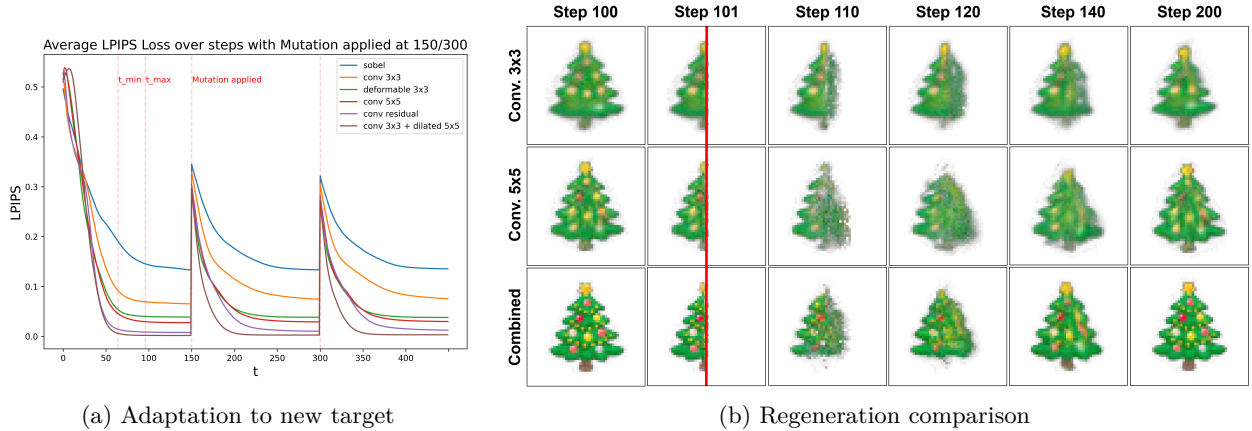 Average LPIPS Loss over steps with Mutation applied at 150/300
LPIPS
0.5
0.4
0.3
0.2
0.1
0.0
t_min t_max Mutation applied
sobel
conv 3x3
deformable 3x3
conv 5x5
conv residual
conv 3x3 + dilated 5x5
0 50 100 150 200 250 300 350 400
t
(a) Adaptation to new target
Step 100 Step 101 Step 110 Step 120 Step 140 Step 200
Conv. 3x3
Conv. 5x5
Combined
(b) Regeneration comparison